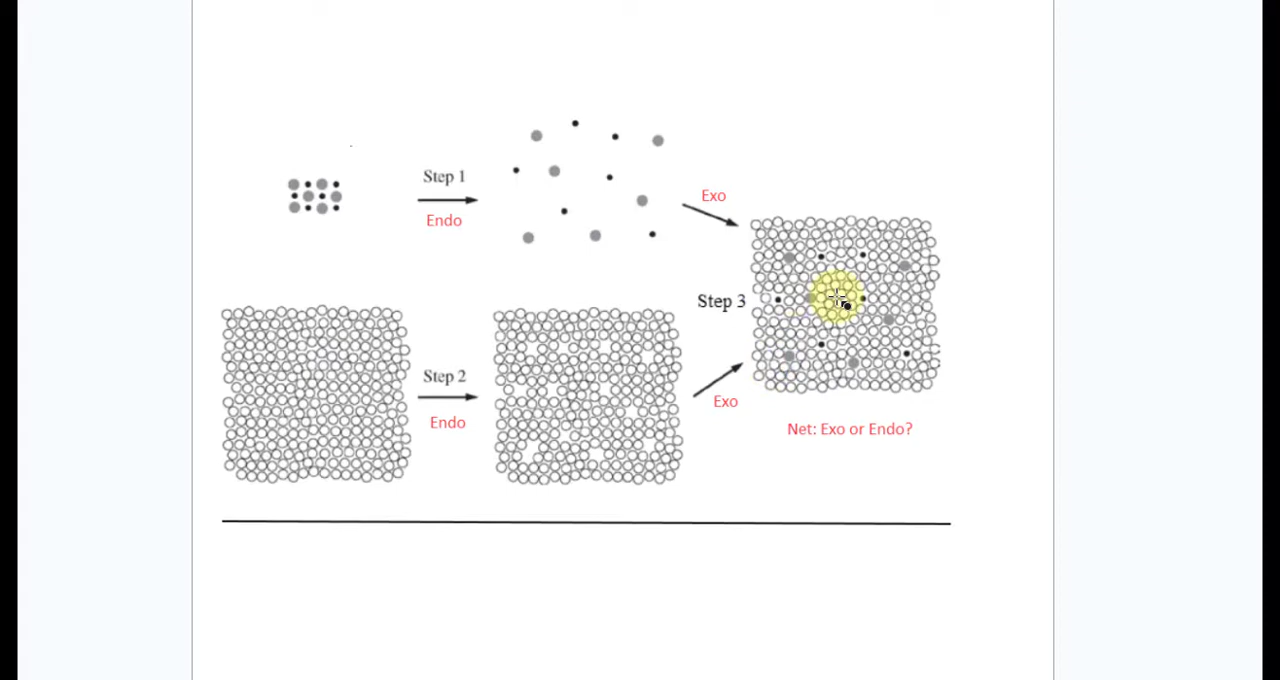 Step 1
Endo
Exo
Step 3
Step 2
Endo
Exo
Net: Exo or Endo?